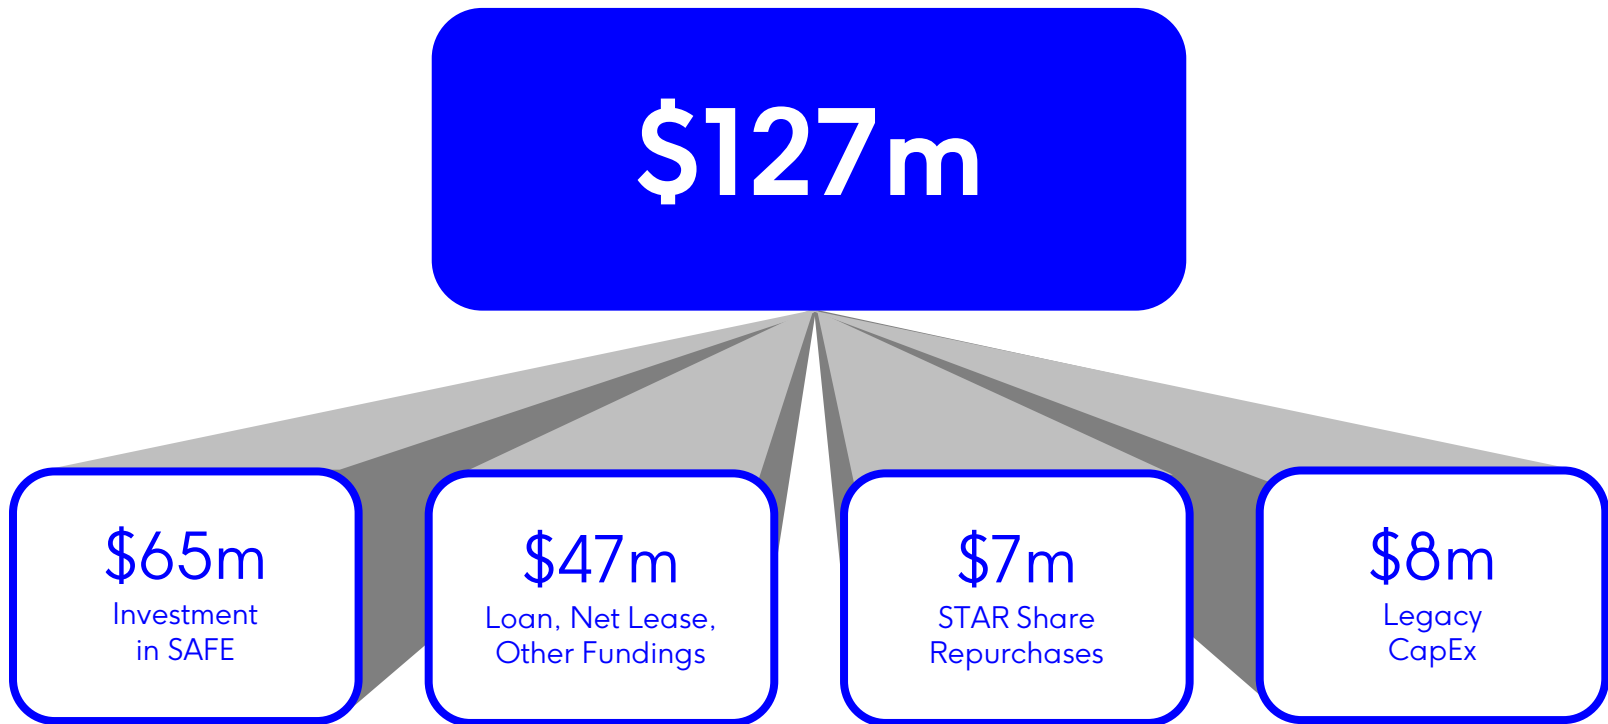 $127m
$65m
Investment
in SAFE
$47m
Loan, Net Lease,
Other Fundings
$7m
STAR Share
Repurchases
$8m
Legacy
CapEx